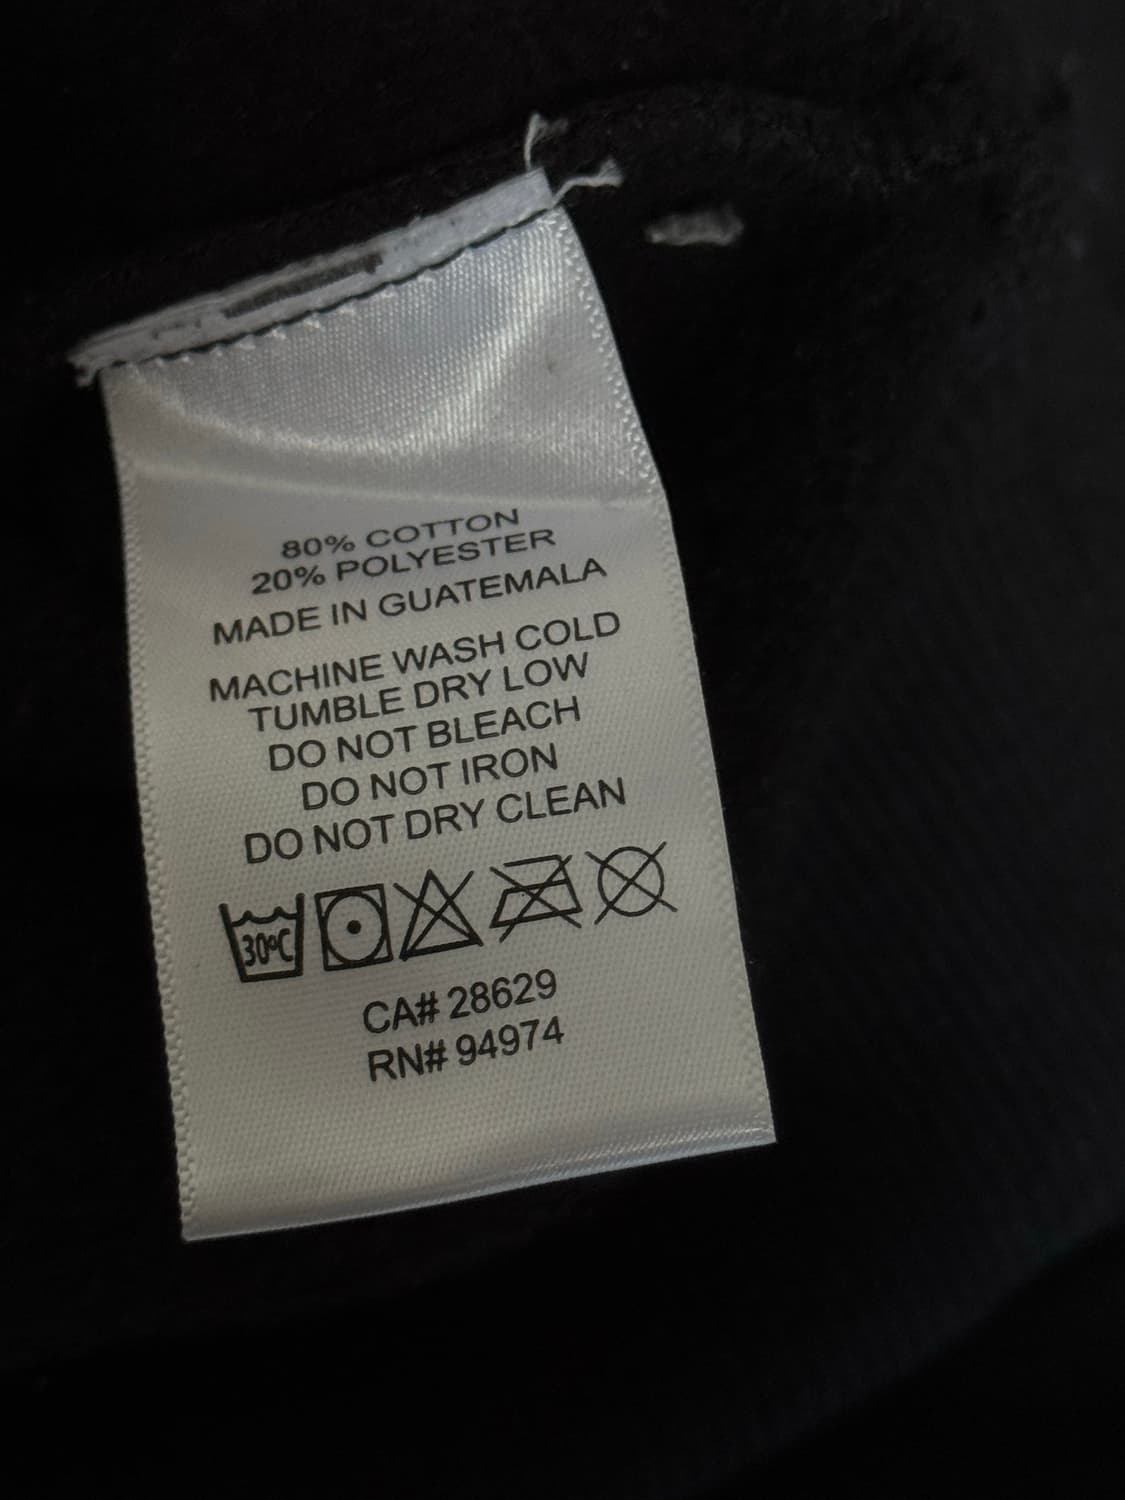 80% COTTON
20% POLYESTER
MADE IN GUATEMALA
MACHINE WASH COLD
TUMBLE DRY LOW
DO NOT BLEACH
DO NOT IRON
DO NOT DRY CLEAN
30ºC
CA# 28629
RN# 94974